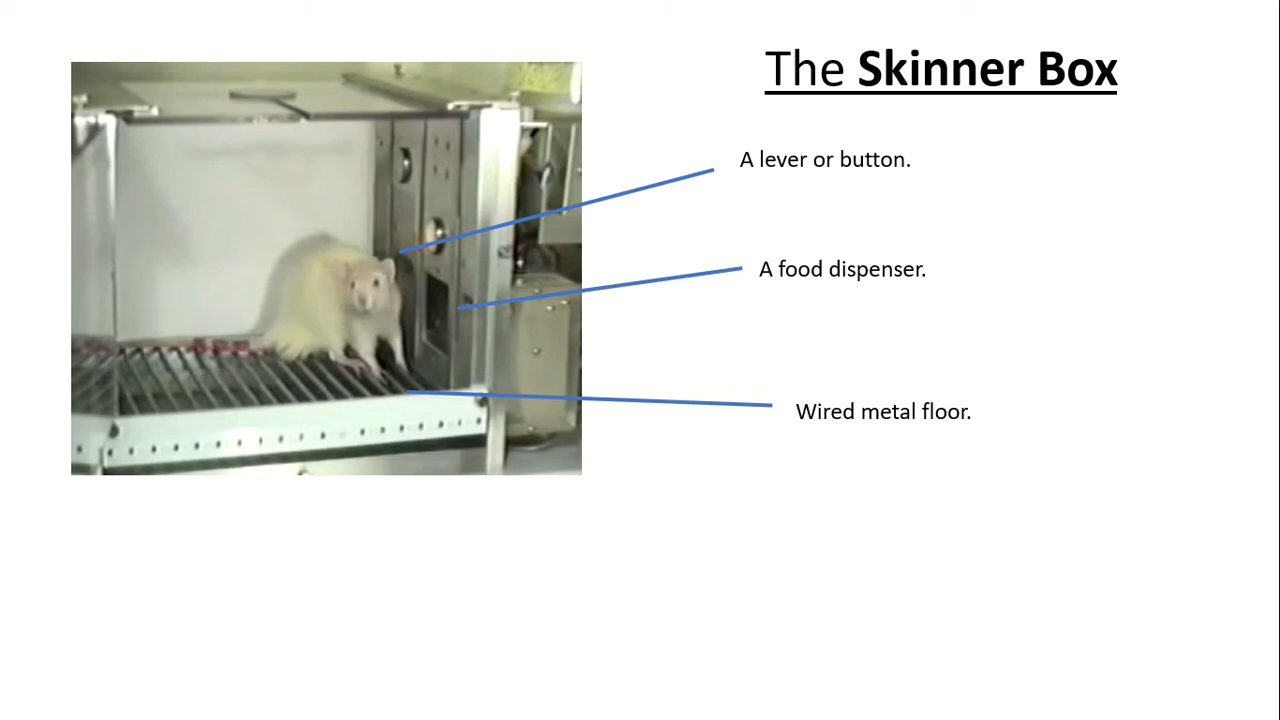 The Skinner Box
A lever or button.
A food dispenser.
Wired metal floor.